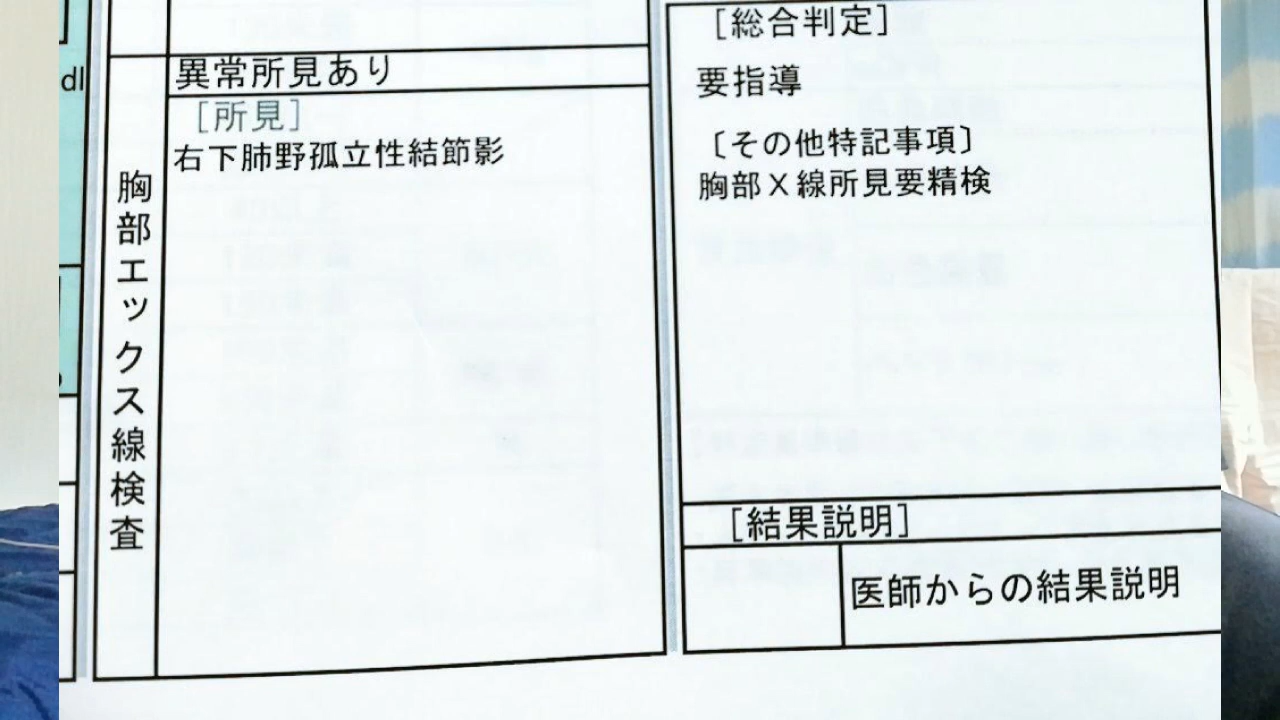 dl
異常所見あり
［所見］
右下肺野孤立性結節影
胸部エックス線検査
［総合判定］
要指導
〔その他特記事項〕
胸部Ｘ線所見要精検
［結果説明］
医師からの結果説明